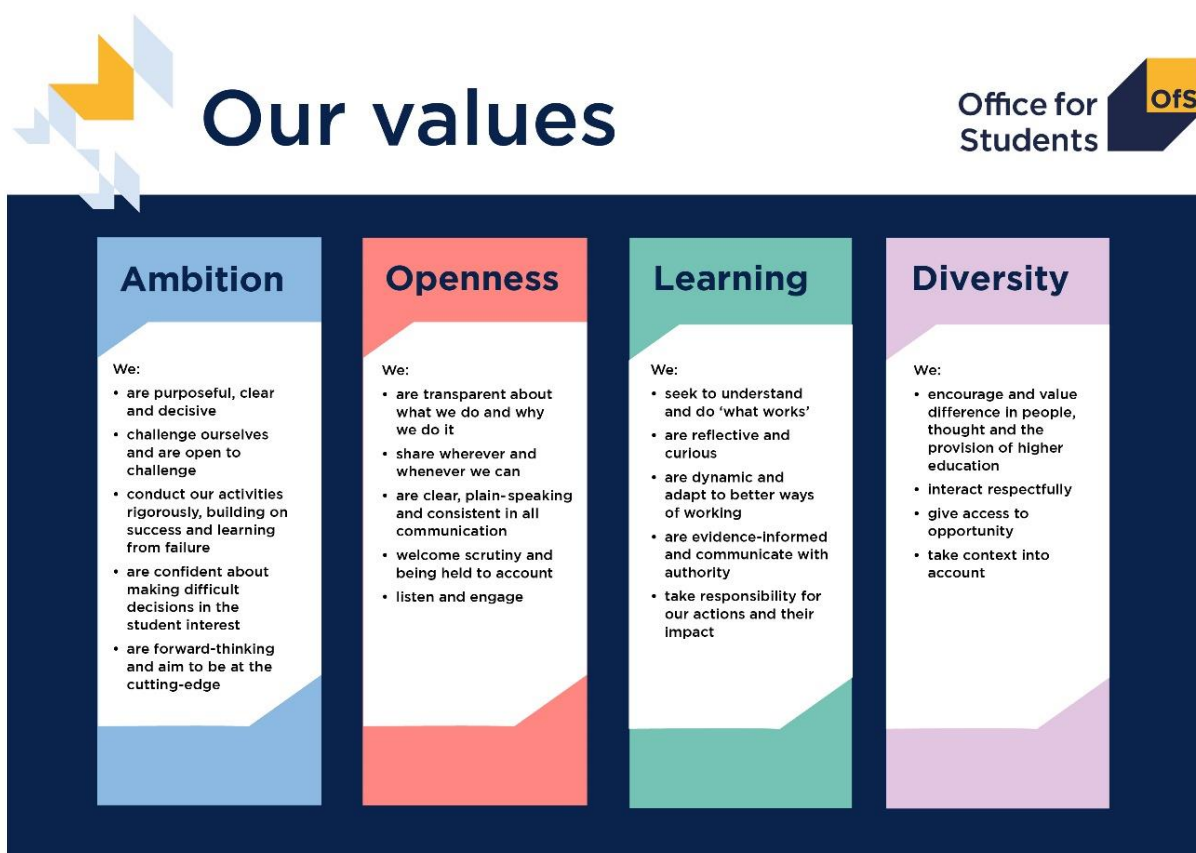 Our values
Office for
Students
OfS
Ambition
We:
• are purposeful, clear
and decisive
• challenge ourselves
and are open to
challenge
• conduct our activities
rigorously, building on
success and learning
from failure
• are confident about
making difficult
decisions in the
student interest
• are forward-thinking
and aim to be at the
cutting-edge
Openness
We:
• are transparent about
what we do and why
we do it
• share wherever and
whenever we can
• are clear, plain-speaking
and consistent in all
communication
• welcome scrutiny and
being held to account
• listen and engage
Learning
We:
• seek to understand
and do ‘what works’
• are reflective and
curious
• are dynamic and
adapt to better ways
of working
• are evidence-informed
and communicate with
authority
• take responsibility for
our actions and their
impact
Diversity
We:
• encourage and value
difference in people,
thought and the
provision of higher
education
• interact respectfully
• give access to
opportunity
• take context into
account